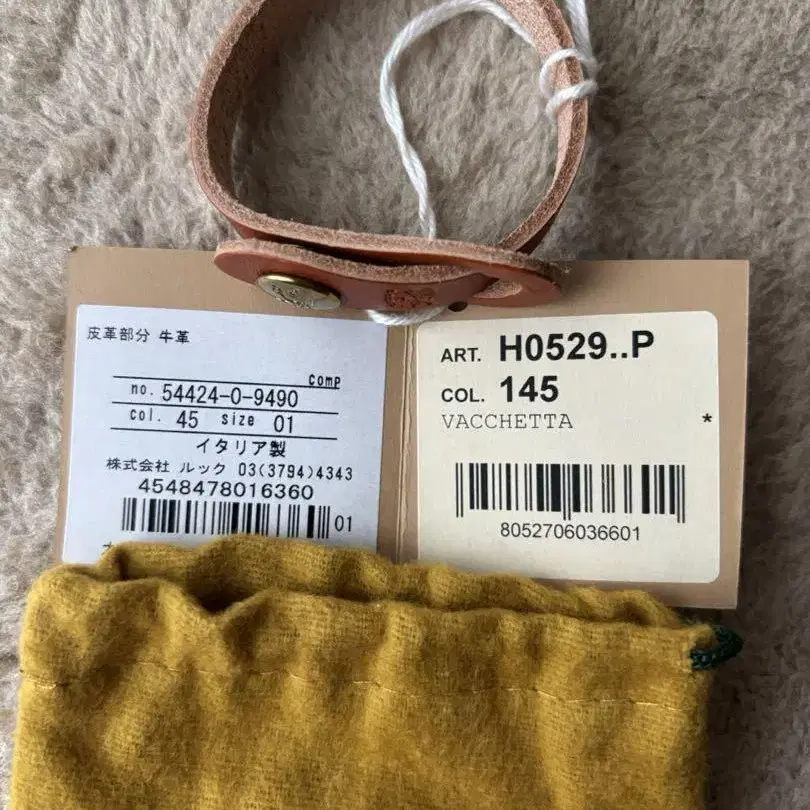 皮革部分 牛革
comp
no. 54424-0-9490
col. 45 size 01
イタリア製
株式会社 ルック 03(3794)4343
4548478016360
01
ART. H0529..P
COL. 145
VACCHETTA *
8052706036601